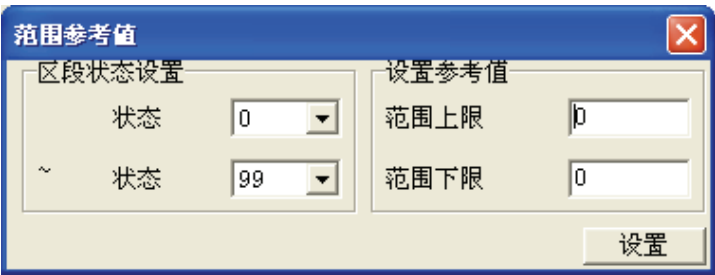 范围参考值
区段状态设置
状态 0
~ 状态 99
设置参考值
范围上限 0
范围下限 0
设置